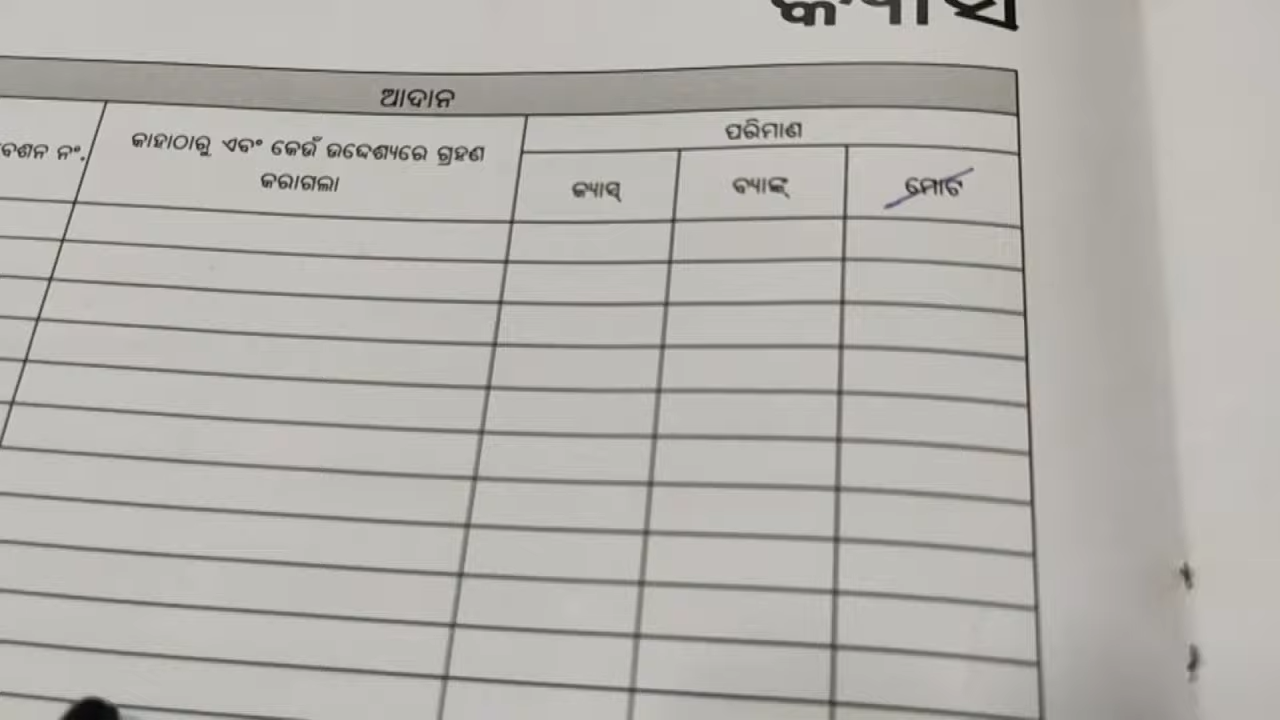 କ୍ୟାସ
ଆଦାନ
କାହାଠାରୁ ଏବଂ କେଉଁ ଉଦ୍ଦେଶ୍ୟରେ ଗ୍ରହଣ
କରାଗଲା
ପରିମାଣ
କ୍ୟାସ୍
ବ୍ୟାଙ୍କ୍
ମୋଟ
ନଂ.